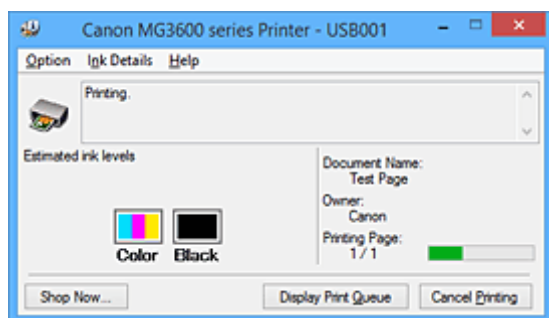 Canon MG3600 series Printer - USB001
Option Ink Details Help
Printing.
Estimated ink levels
Color Black
Document Name:
Test Page
Owner:
Canon
Printing Page:
1 / 1
Shop Now...
Display Print Queue
Cancel Printing